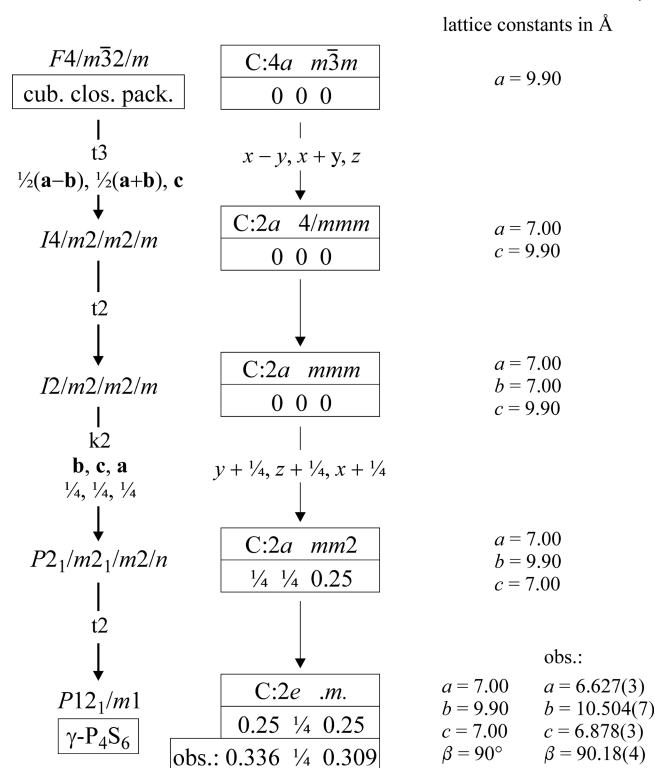 lattice constants in Å
F4/m3̅2/m
cub. clos. pack.
C:4a m3̅m
0 0 0
a = 9.90
t3
½(a−b), ½(a+b), c
x − y, x + y, z
I4/m2/m2/m
C:2a 4/mmm
0 0 0
a = 7.00
c = 9.90
t2
I2/m2/m2/m
C:2a mmm
0 0 0
a = 7.00
b = 7.00
c = 9.90
k2
b, c, a
¼, ¼, ¼
y + ¼, z + ¼, x + ¼
P2₁/m2₁/m2/n
C:2a mm2
¼ ¼ 0.25
a = 7.00
b = 9.90
c = 7.00
t2
P12₁/m1
γ-P₄S₆
C:2e .m.
0.25 ¼ 0.25
obs.: 0.336 ¼ 0.309
obs.:
a = 7.00 a = 6.627(3)
b = 9.90 b = 10.504(7)
c = 7.00 c = 6.878(3)
β = 90° β = 90.18(4)